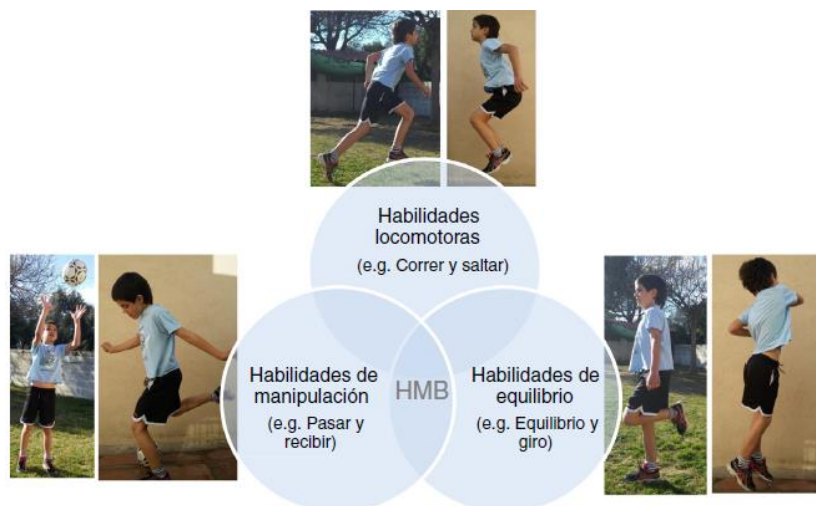 Habilidades
locomotoras
(e.g. Correr y saltar)
Habilidades de
manipulación
(e.g. Pasar y
recibir)
HMB
Habilidades de
equilibrio
(e.g. Equilibrio y
giro)